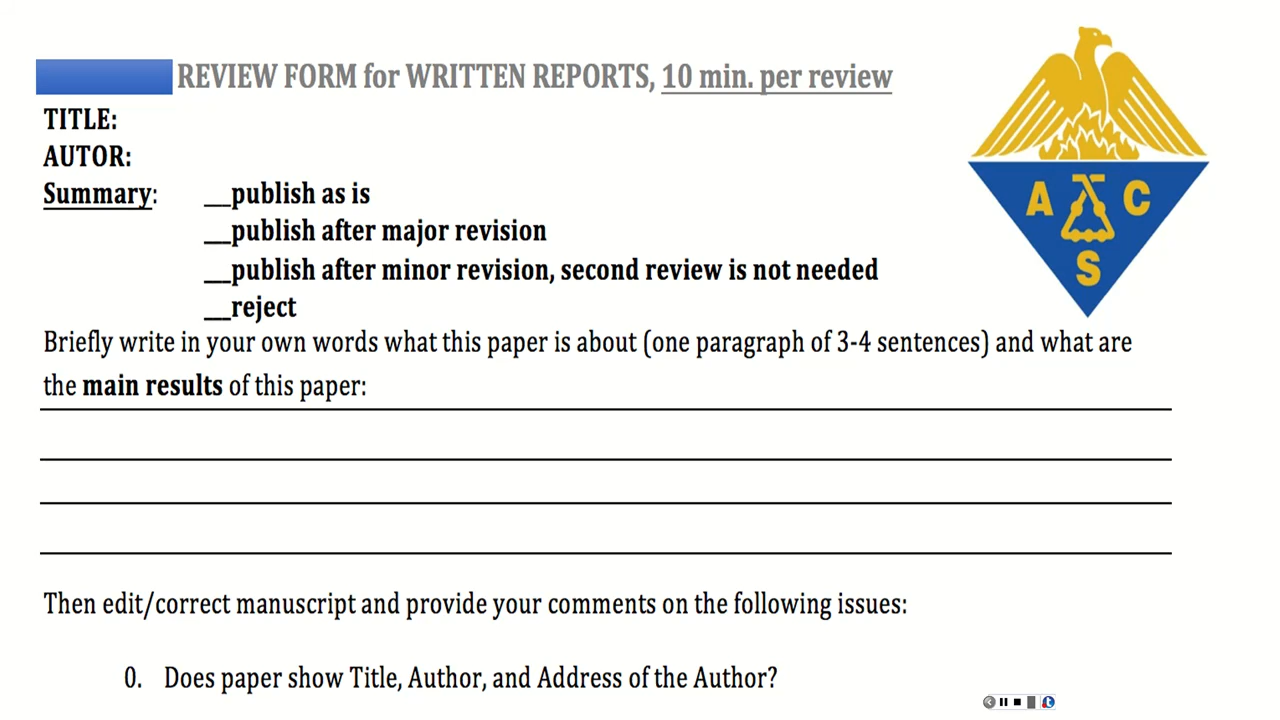 REVIEW FORM for WRITTEN REPORTS, 10 min. per review
TITLE:
AUTOR:
Summary: __publish as is
__publish after major revision
__publish after minor revision, second review is not needed
__reject
A C
S
Briefly write in your own words what this paper is about (one paragraph of 3-4 sentences) and what are
the main results of this paper:
Then edit/correct manuscript and provide your comments on the following issues:
0. Does paper show Title, Author, and Address of the Author?